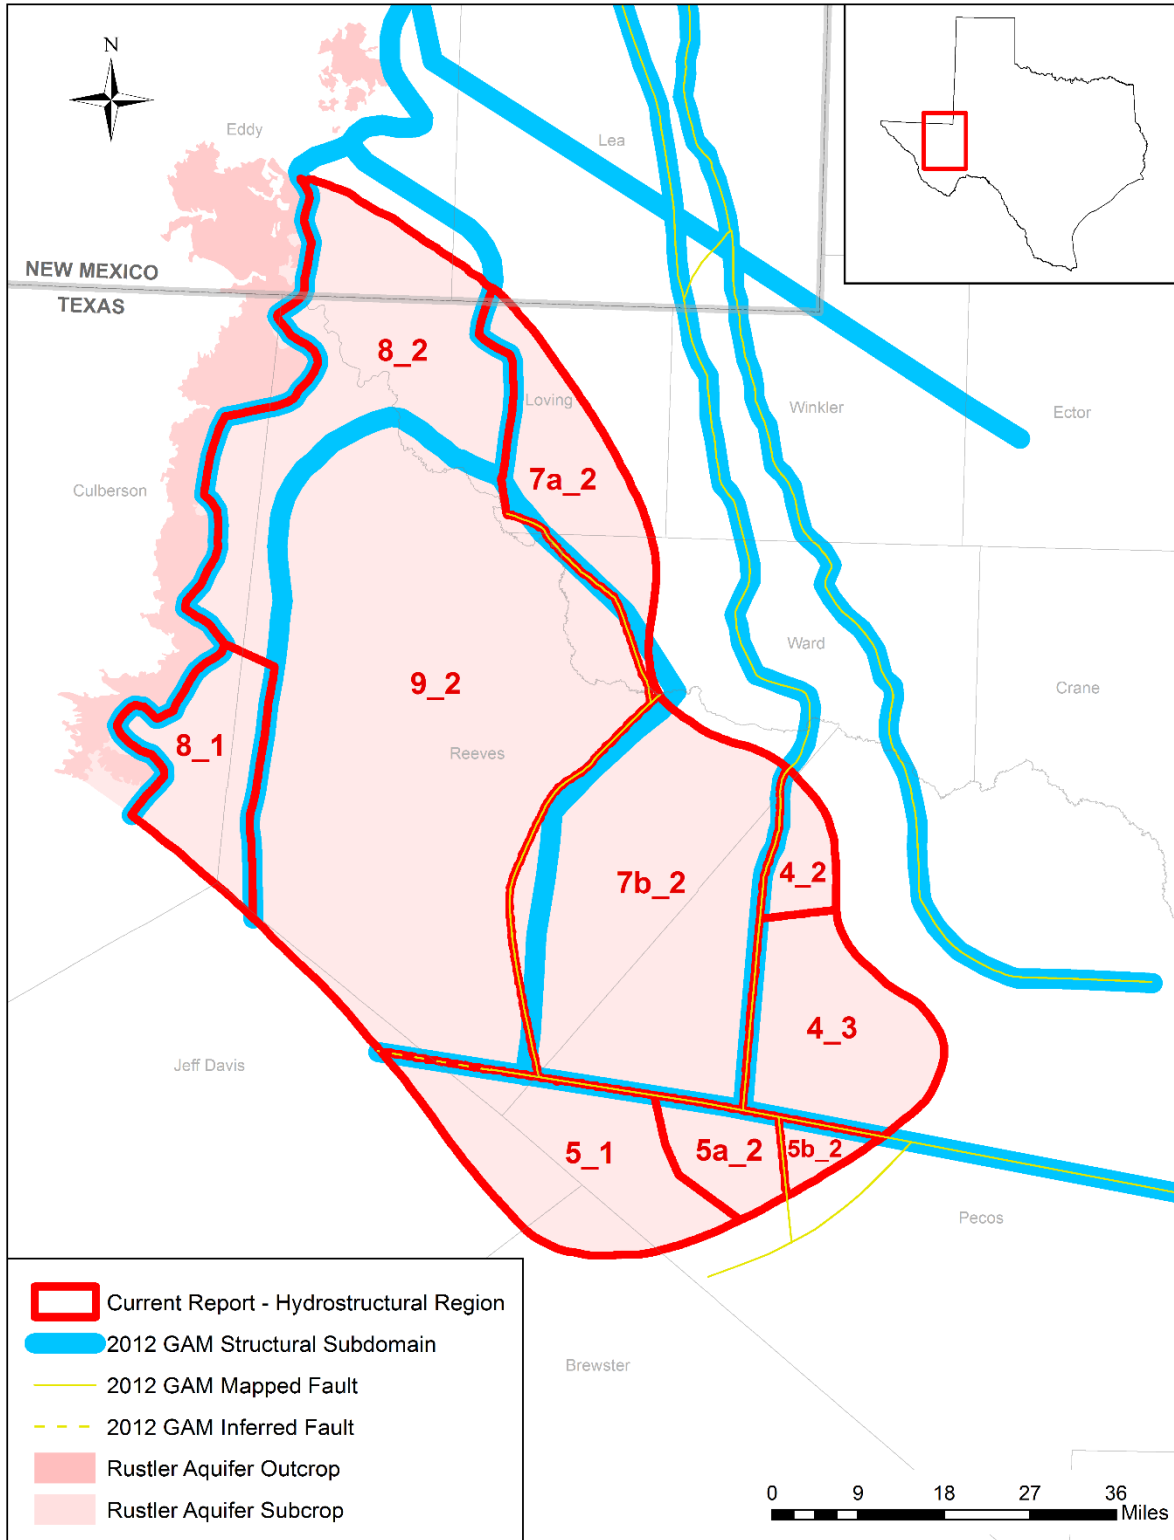 N
Eddy
Lea
NEW MEXICO
TEXAS
8_2
Loving
Winkler
Ector
7a_2
Culberson
Ward
9_2
Crane
8_1
Reeves
4_2
7b_2
4_3
Jeff Davis
5_1
5a_2
5b_2
Pecos
Brewster
Current Report - Hydrostructural Region
2012 GAM Structural Subdomain
2012 GAM Mapped Fault
2012 GAM Inferred Fault
Rustler Aquifer Outcrop
Rustler Aquifer Subcrop
0 9 18 27 36
Miles